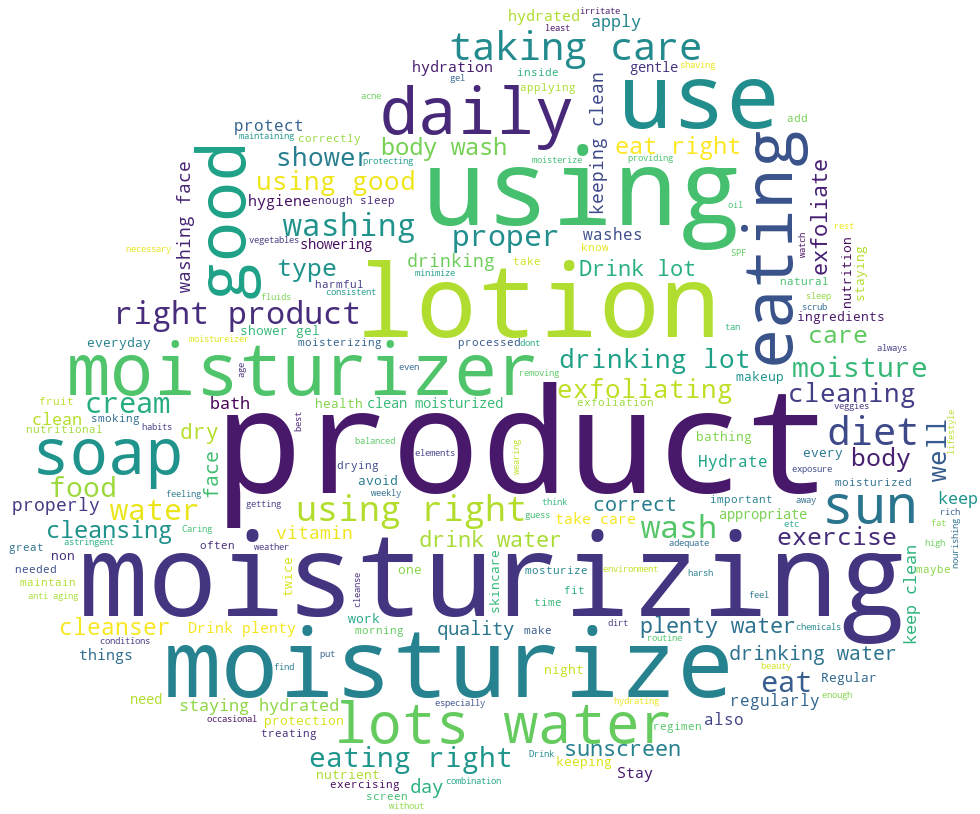 irritate
hydrated
apply
least
taking care
hydration
gentle
shaving
gel
inside
applying
use
acne
daily
keeping clean
protect
correctly
add
maintaining
body wash
eat right
eating
shower
protecting
moisterize
providing
good
using
using good
exfoliate
washing face
hygiene
enough sleep
oil
washing
proper
washes
rest
necessary
vegetables
showering
know
SPF
watch
nutrition
staying
type
drinking
take
Drink lot
harmful
minimize
natural
sleep
fluids
consistent
lotion
scrub
right product
ingredients
shower gel
tan
care
everyday
moistureizer
moisterizing
processed
dont
always
moisturizer
age
even
removing
drinking lot
moisture
makeup
exfoliating
cleaning
fruit
smoking
cream
bath
health
clean moisturized
exfoliation
veggies
lifestyle
clean
nutritional
habits
best
product
diet
well
soap
dry
balanced
wearing
bathing
every
body
face
drying
elements
Hydrate
exposure
food
feeling
avoid
weekly
moisturized
sun
properly
water
getting
using right
think
correct
important
away
keep
rich
great
cleansing
Caring
guess
take care
appropriate
fat
astringent
vitamin
wash
etc
exercise
high
nourishing
non
often
weather
drink water
adequate
needed
twice
one
mosturize
environment
harsh
maybe
maintain
cleanse
moisturizing
skincare
fit
feel
keep clean
anti aging
time
work
dirt
chemicals
cleanser
Drink plenty
morning
quality
make
plenty water
conditions
routine
things
find
put
moisturize
night
drinking water
beauty
eat
Regular
need
staying hydrated
especially
hydrating
regularly
enough
occasional
protection
lots water
regimen
also
treating
eating right
Drink
sunscreen
keeping
nutrient
Stay
exercising
day
combination
screen
without